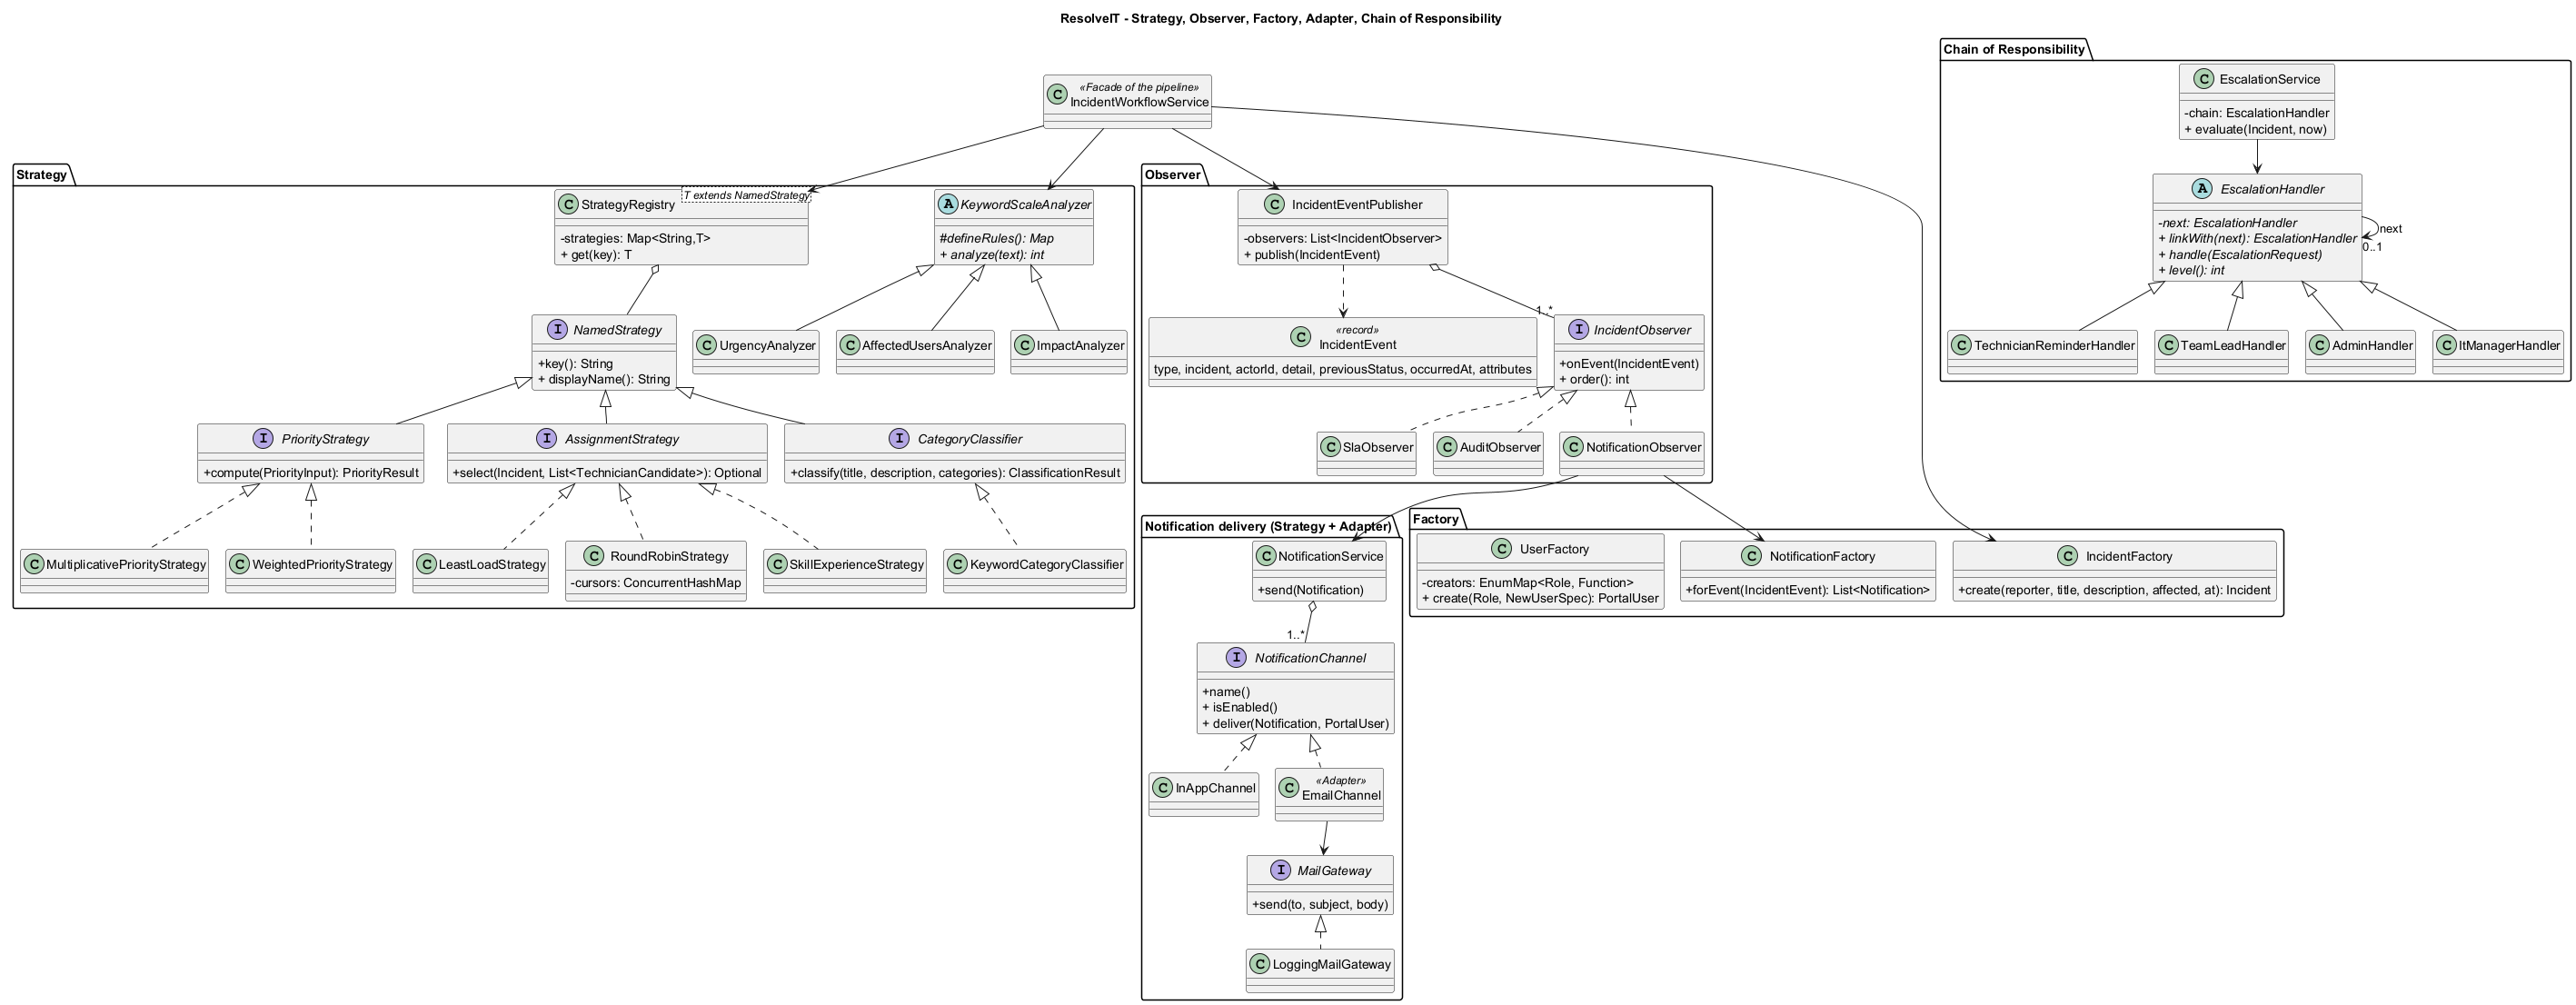 ResolveIT - Strategy, Observer, Factory, Adapter, Chain of Responsibility
«Facade of the pipeline»
IncidentWorkflowService
Strategy
StrategyRegistry
T extends NamedStrategy
-strategies: Map<String,T>
+ get(key): T
KeywordScaleAnalyzer
#defineRules(): Map
+ analyze(text): int
NamedStrategy
+key(): String
+ displayName(): String
UrgencyAnalyzer
AffectedUsersAnalyzer
ImpactAnalyzer
PriorityStrategy
+compute(PriorityInput): PriorityResult
AssignmentStrategy
+select(Incident, List<TechnicianCandidate>): Optional
CategoryClassifier
+classify(title, description, categories): ClassificationResult
MultiplicativePriorityStrategy
WeightedPriorityStrategy
LeastLoadStrategy
RoundRobinStrategy
-cursors: ConcurrentHashMap
SkillExperienceStrategy
KeywordCategoryClassifier
Observer
IncidentEventPublisher
-observers: List<IncidentObserver>
+ publish(IncidentEvent)
1..*
«record»
IncidentEvent
type, incident, actorId, detail, previousStatus, occurredAt, attributes
IncidentObserver
+onEvent(IncidentEvent)
+ order(): int
SlaObserver
AuditObserver
NotificationObserver
Notification delivery (Strategy + Adapter)
NotificationService
+send(Notification)
1..*
NotificationChannel
+name()
+ isEnabled()
+ deliver(Notification, PortalUser)
InAppChannel
«Adapter»
EmailChannel
MailGateway
+send(to, subject, body)
LoggingMailGateway
Factory
UserFactory
-creators: EnumMap<Role, Function>
+ create(Role, NewUserSpec): PortalUser
NotificationFactory
+forEvent(IncidentEvent): List<Notification>
IncidentFactory
+create(reporter, title, description, affected, at): Incident
Chain of Responsibility
EscalationService
-chain: EscalationHandler
+ evaluate(Incident, now)
EscalationHandler
-next: EscalationHandler
+ linkWith(next): EscalationHandler
+ handle(EscalationRequest)
+ level(): int
next
0..1
TechnicianReminderHandler
TeamLeadHandler
AdminHandler
ItManagerHandler